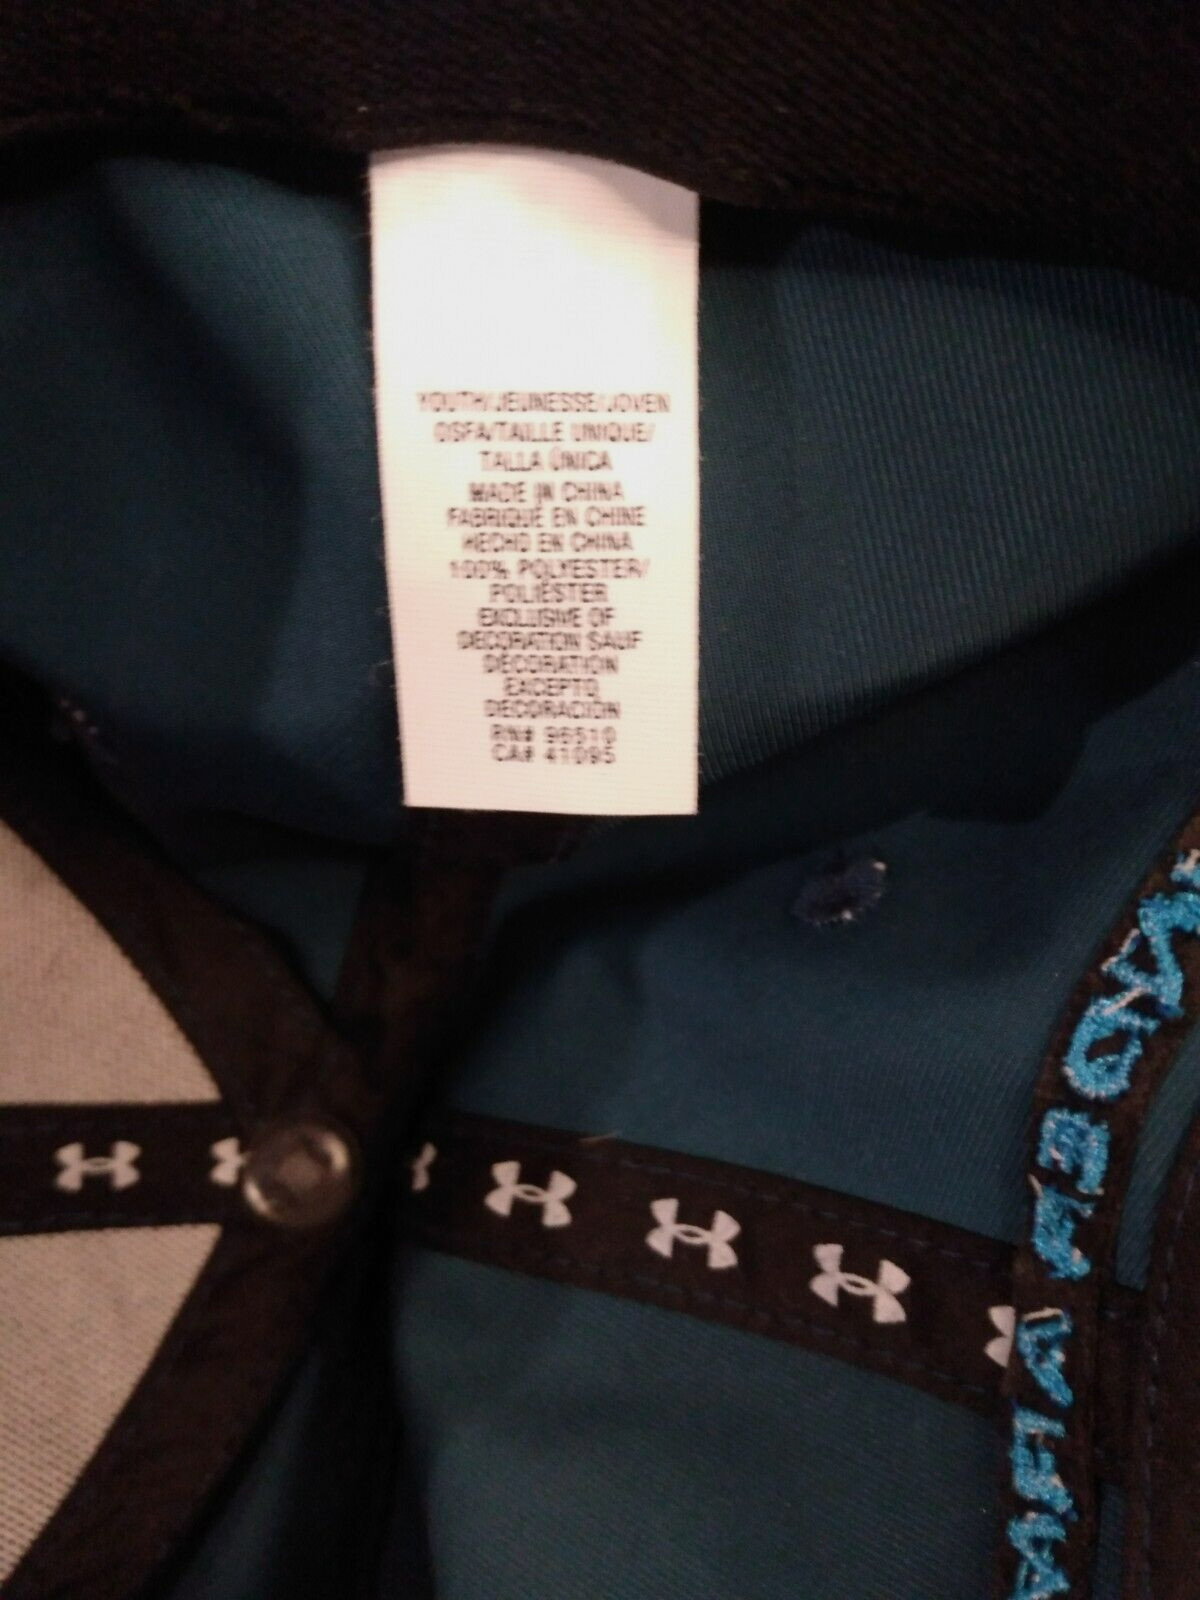 YOUTH/JEUNESSE/JOVEN
OSFA/TAILLE UNIQUE/
TALLA ÚNICA
MADE IN CHINA
FABRIQUÉ EN CHINE
HECHO EN CHINA
100% POLYESTER/
POLIÉSTER
EXCLUSIVE OF
DECORATION SAUF
DÉCORATION
EXCEPTO
DECORACIÓN
RN# 96510
CA# 41095